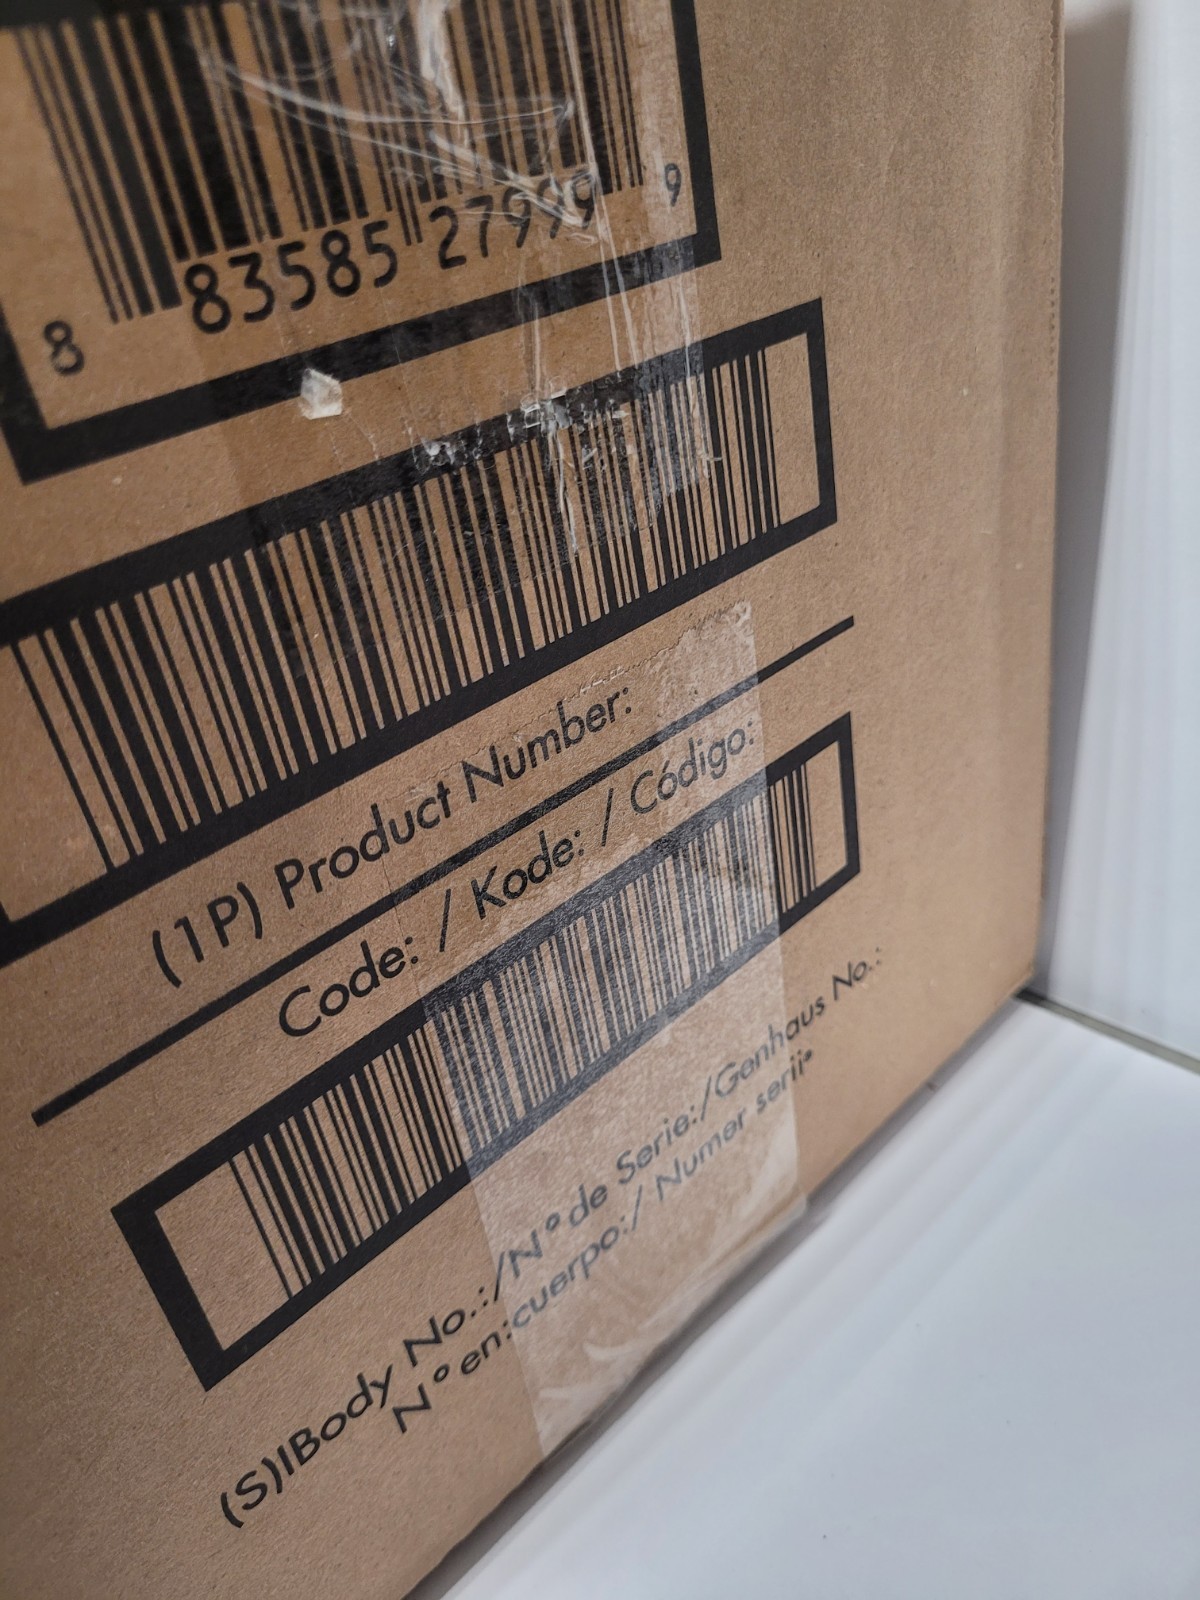 8 83585 27999 9
(1P) Product Number:
Code: / Kode: / Código:
(S)IBody No.:/N° de Serie:/Genhaus No.:
N° en:cuerpo:/ Numer serii°